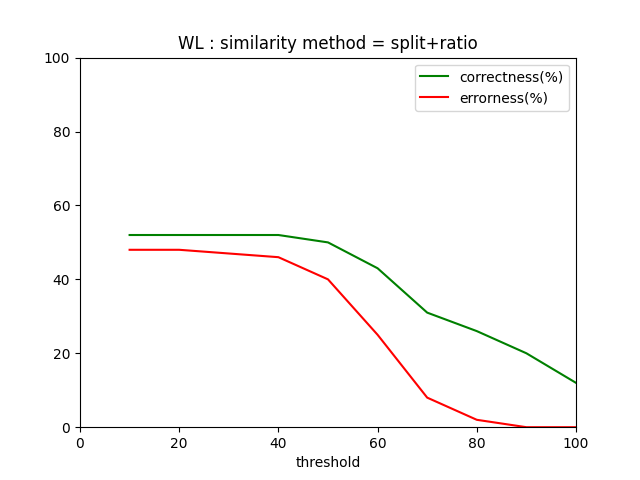 WL : similarity method = split+ratio
correctness(%)
errorness(%)
100
80
60
40
20
0
0 20 40 60 80 100
threshold